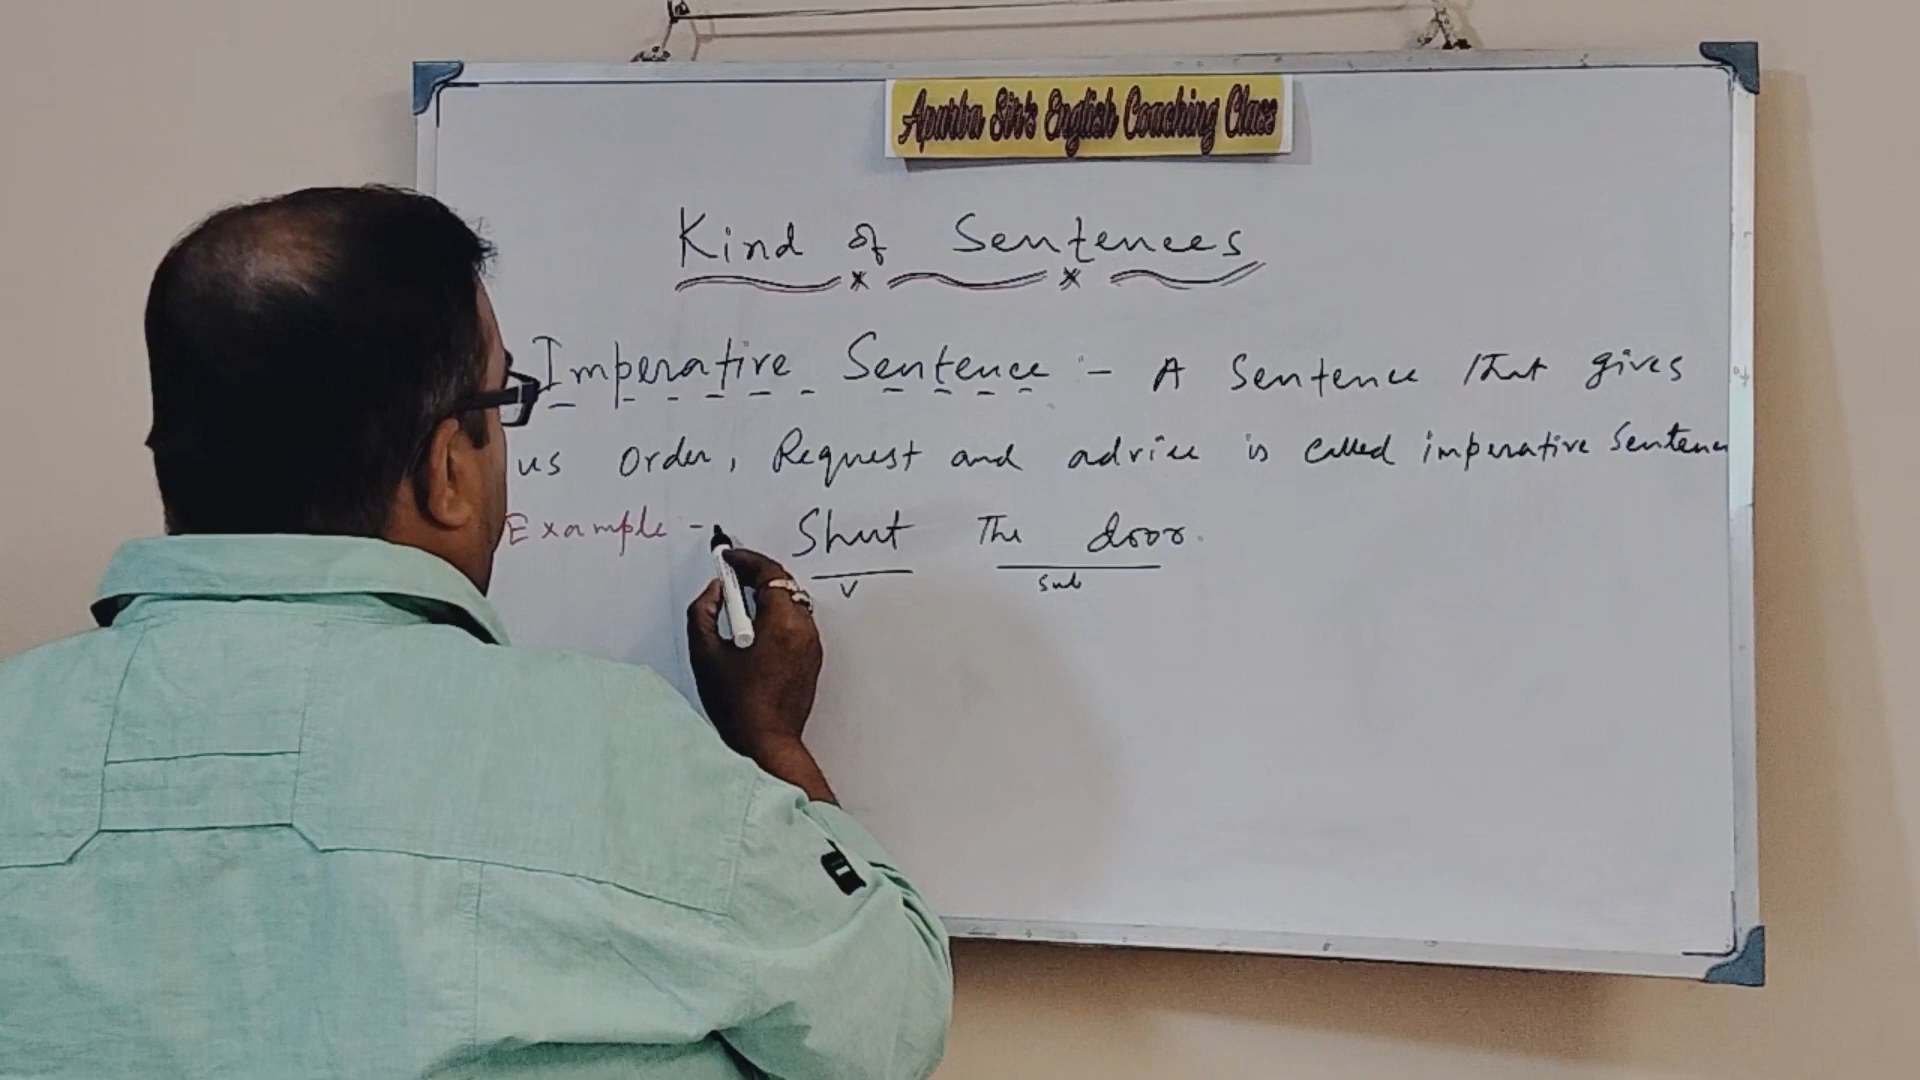 Apurba Sir's English Coaching Class
Kind of Sentences
Imperative Sentence :- A Sentence that gives
us Order, Request and advice is called imperative Sentence
Example - Shut The door.
V Sub